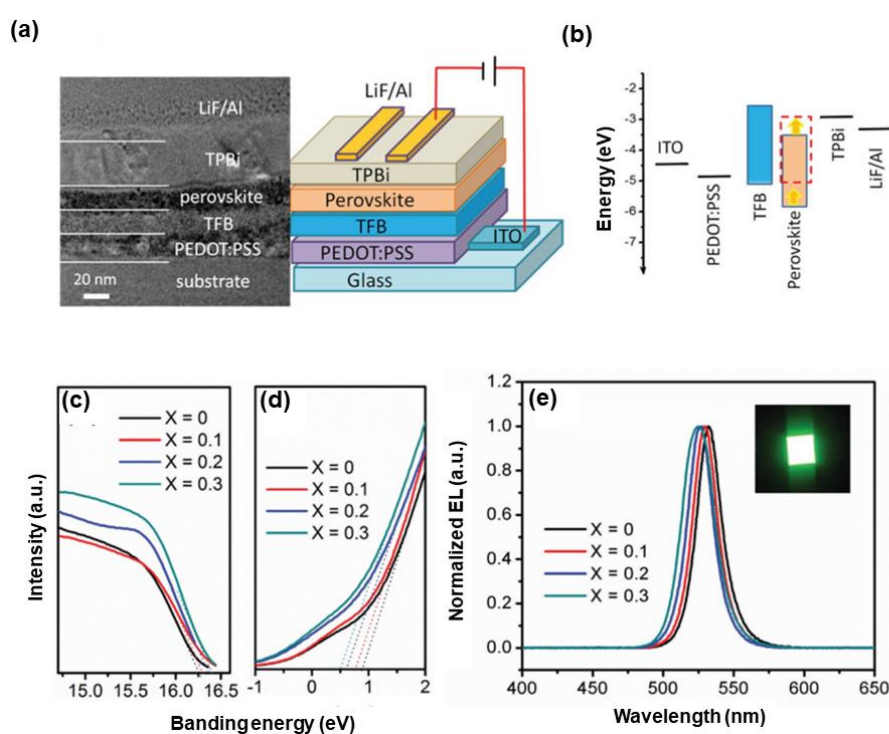 (a)
LiF/Al
TPBi
perovskite
TFB
PEDOT:PSS
20 nm
substrate
LiF/Al
TPBi
Perovskite
TFB
PEDOT:PSS
ITO
Glass
(b)
Energy (eV)
-2
-3
-4
-5
-6
-7
ITO
PEDOT:PSS
TFB
Perovskite
TPBi
LiF/Al
(c)
X = 0
X = 0.1
X = 0.2
X = 0.3
Intensity (a.u.)
15.0
15.5
16.0
16.5
(d)
X = 0
X = 0.1
X = 0.2
X = 0.3
-1
0
1
2
Banding energy (eV)
(e)
Normalized EL (a.u.)
1.2
1.0
0.8
0.6
0.4
0.2
0.0
X = 0
X = 0.1
X = 0.2
X = 0.3
400
450
500
550
600
650
Wavelength (nm)